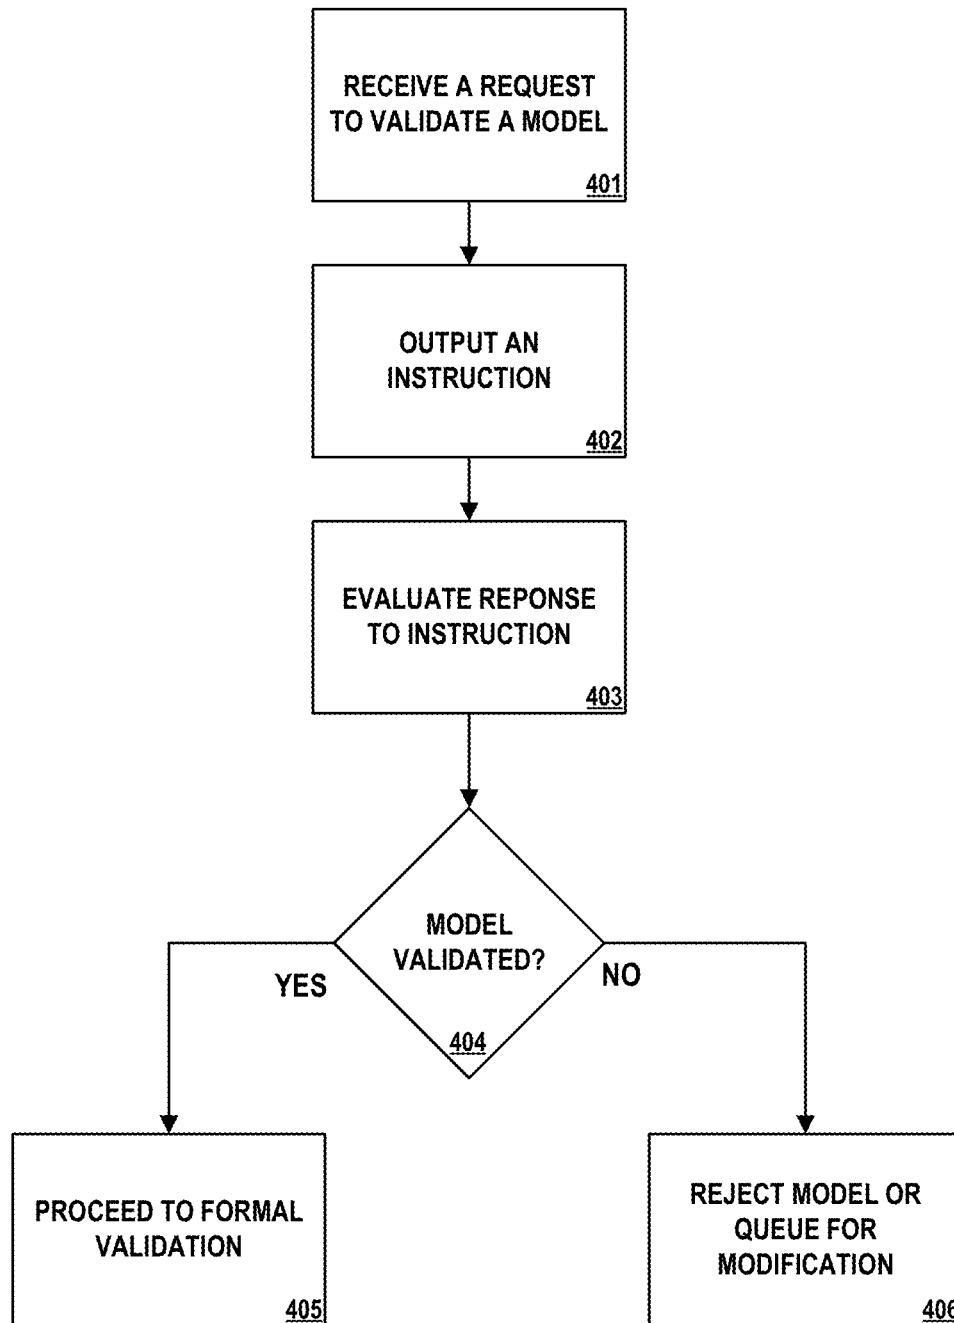 RECEIVE A REQUEST
TO VALIDATE A MODEL
401
OUTPUT AN
INSTRUCTION
402
EVALUATE REPONSE
TO INSTRUCTION
403
MODEL
VALIDATED?
404
YES
NO
PROCEED TO FORMAL
VALIDATION
405
REJECT MODEL OR
QUEUE FOR
MODIFICATION
406